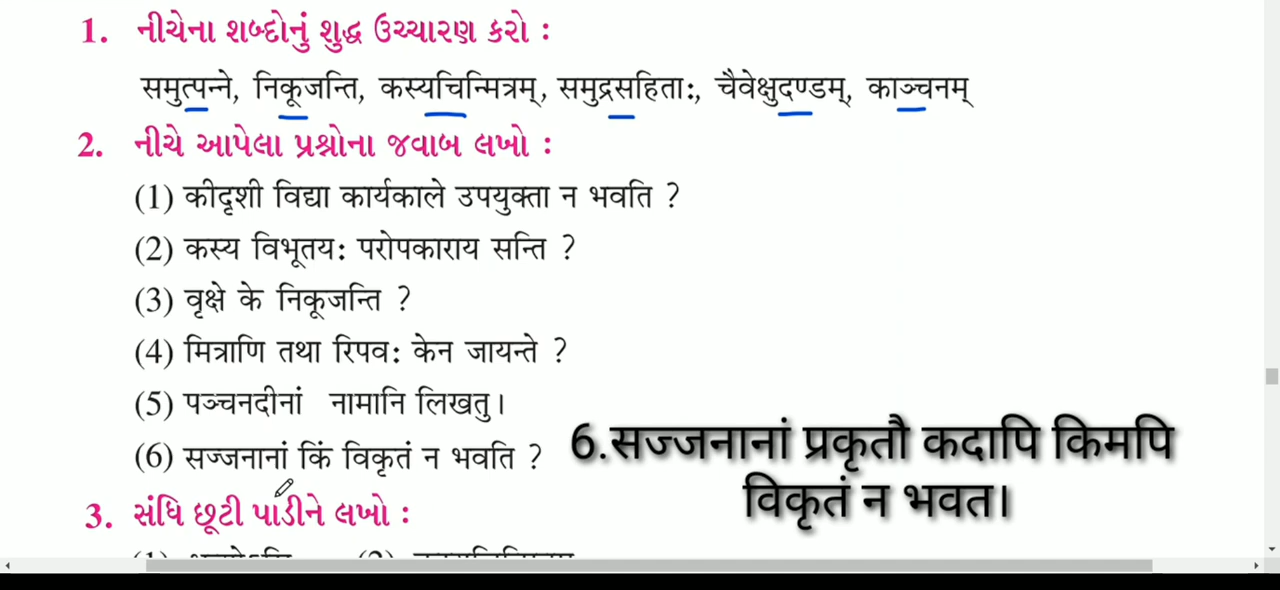 1. નીચેના શબ્દોનું શુદ્ધ ઉચ્ચારણ કરો :
समुत्पन्ने, निकूजन्ति, कस्यचिन्मित्रम्, समुद्रसहिताः, चैवेक्षुदण्डम्, काञ्चनम्
2. નીચે આપેલા પ્રશ્નોના જવાબ લખો :
(1) कीदृशी विद्या कार्यकाले उपयुक्ता न भवति ?
(2) कस्य विभूतयः परोपकाराय सन्ति ?
(3) वृक्षे के निकूजन्ति ?
(4) मित्राणि तथा रिपवः केन जायन्ते ?
(5) पञ्चनदीनां नामानि लिखतु।
(6) सज्जनानां किं विकृतं न भवति ?
6.सज्जनानां प्रकृतौ कदापि किमपि
विकृतं न भवत।
3. સંધિ છૂટી પાડીને લખો :